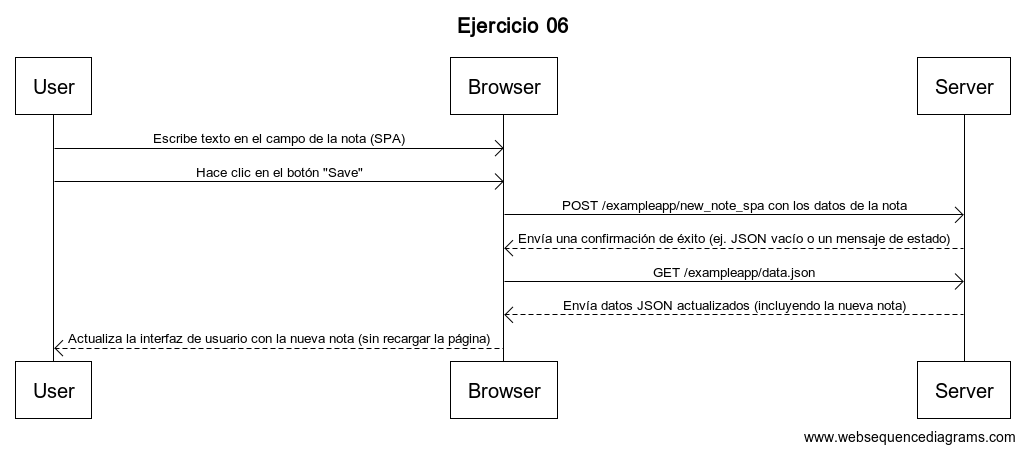 Ejercicio 06
User
Browser
Server
Escribe texto en el campo de la nota (SPA)
Hace clic en el botón "Save"
POST /exampleapp/new_note_spa con los datos de la nota
Envía una confirmación de éxito (ej. JSON vacío o un mensaje de estado)
GET /exampleapp/data.json
Envía datos JSON actualizados (incluyendo la nueva nota)
Actualiza la interfaz de usuario con la nueva nota (sin recargar la página)
User
Browser
Server
www.websequencediagrams.com